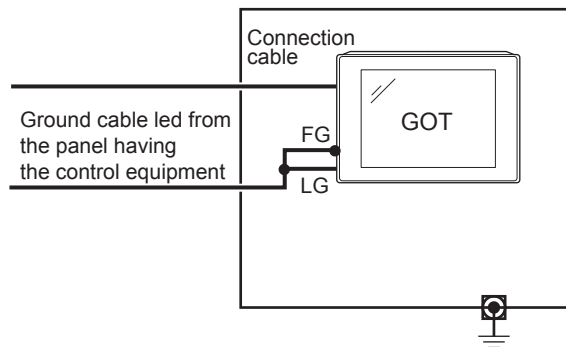 Connection
cable
Ground cable led from
the panel having
the control equipment
FG
LG
GOT